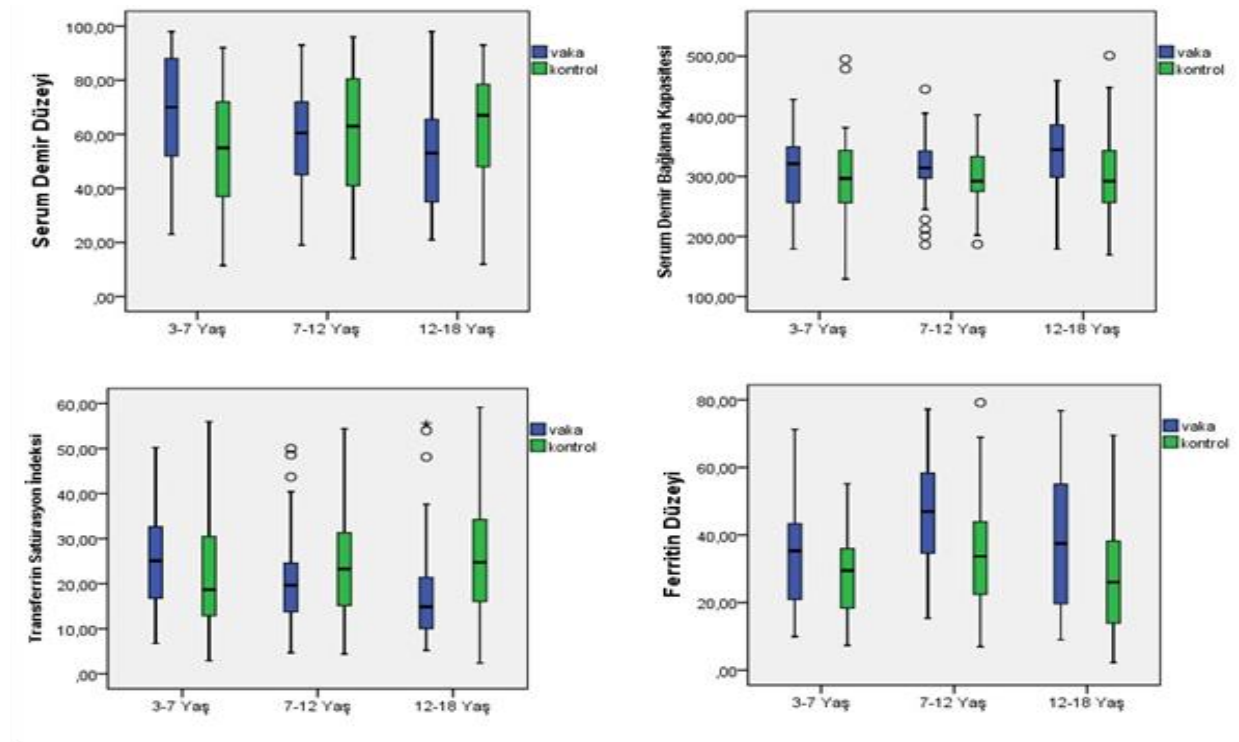 Serum Demir Düzeyi
100,00
80,00
60,00
40,00
20,00
,00
3-7 Yaş
7-12 Yaş
12-18 Yaş
vaka
kontrol
Serum Demir Bağlama Kapasitesi
500,00
400,00
300,00
200,00
100,00
3-7 Yaş
7-12 Yaş
12-18 Yaş
vaka
kontrol
Transferrin Satürasyon İndeksi
60,00
50,00
40,00
30,00
20,00
10,00
,00
3-7 Yaş
7-12 Yaş
12-18 Yaş
vaka
kontrol
Ferritin Düzeyi
80,00
60,00
40,00
20,00
,00
3-7 Yaş
7-12 Yaş
12-18 Yaş
vaka
kontrol